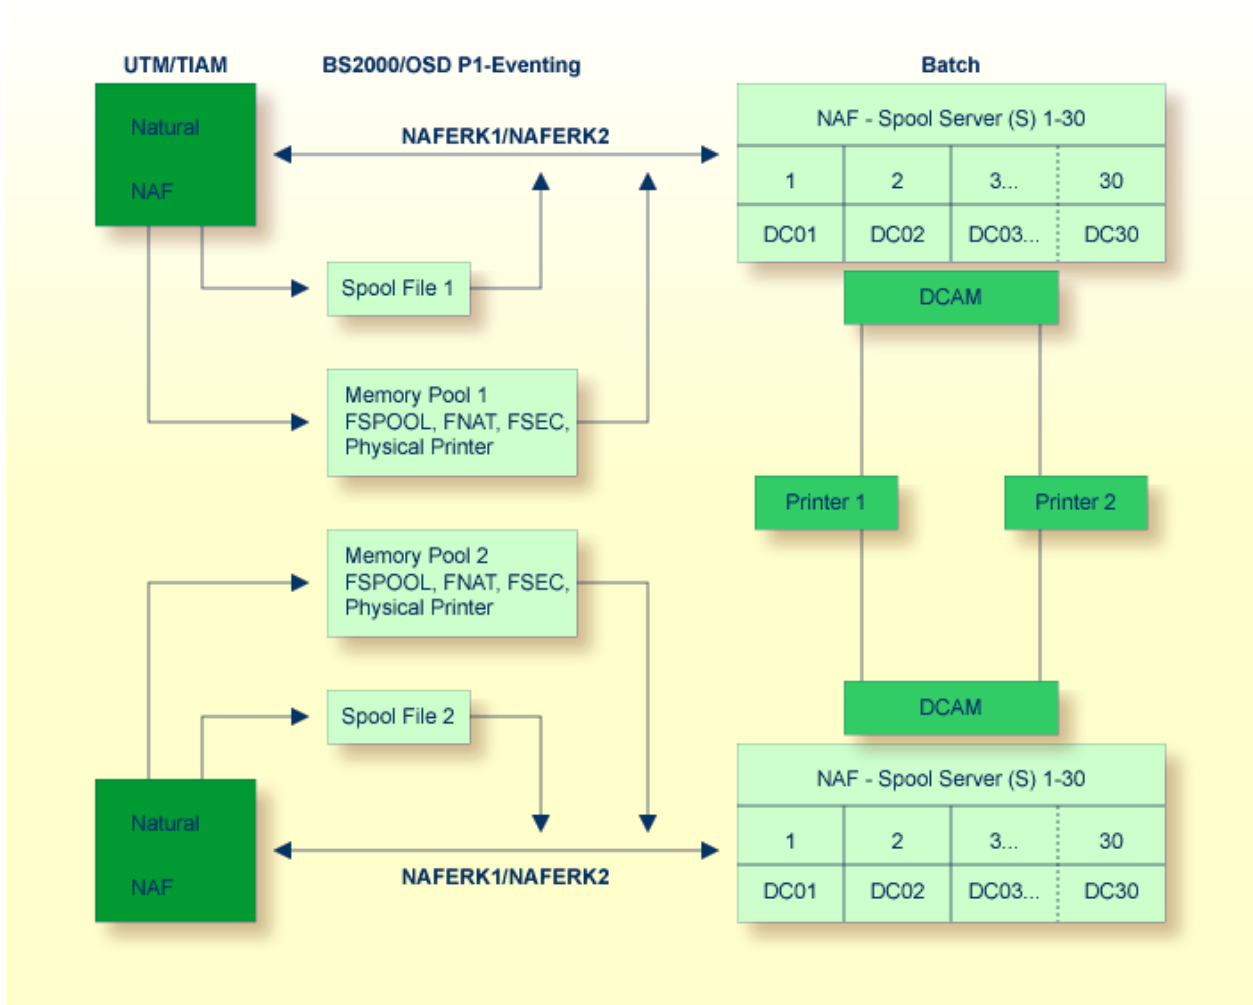 UTM/TIAM BS2000/OSD P1-Eventing Batch
Natural
NAF
NAFERK1/NAFERK2
NAF - Spool Server (S) 1-30
1 2 3... 30
DC01 DC02 DC03... DC30
Spool File 1
DCAM
Memory Pool 1
FSPOOL, FNAT, FSEC,
Physical Printer
Printer 1 Printer 2
Memory Pool 2
FSPOOL, FNAT, FSEC,
Physical Printer
Spool File 2
DCAM
Natural
NAF
NAFERK1/NAFERK2
NAF - Spool Server (S) 1-30
1 2 3... 30
DC01 DC02 DC03... DC30